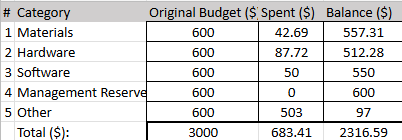 # Category Original Budget ($ Spent ($) Balance ($)
1 Materials 600 42.69 557.31
2 Hardware 600 87.72 512.28
3 Software 600 50 550
4 Management Reserve 600 0 600
5 Other 600 503 97
Total ($): 3000 683.41 2316.59